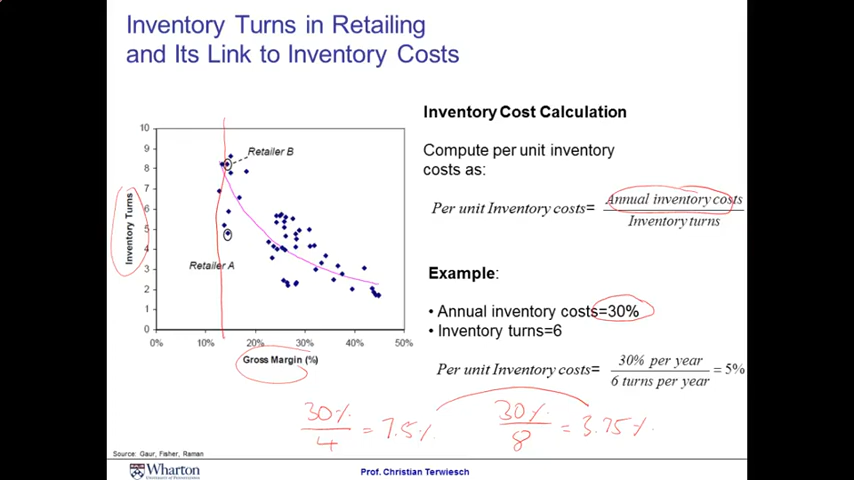 Inventory Turns in Retailing
and Its Link to Inventory Costs
Inventory Cost Calculation
Compute per unit inventory
costs as:
Per unit Inventory costs= Annual inventory costs
Inventory turns
Example:
• Annual inventory costs=30%
• Inventory turns=6
Per unit Inventory costs= 30% per year
6 turns per year
=5%
10
9
8
7
6
5
4
3
2
1
0
Inventory Turns
Retailer B
Retailer A
0% 10% 20% 30% 40% 50%
Gross Margin (%)
30%
4
= 7.5%
30%
8
= 3.75%
Source: Gaur, Fisher, Raman
Wharton
Prof. Christian Terwiesch